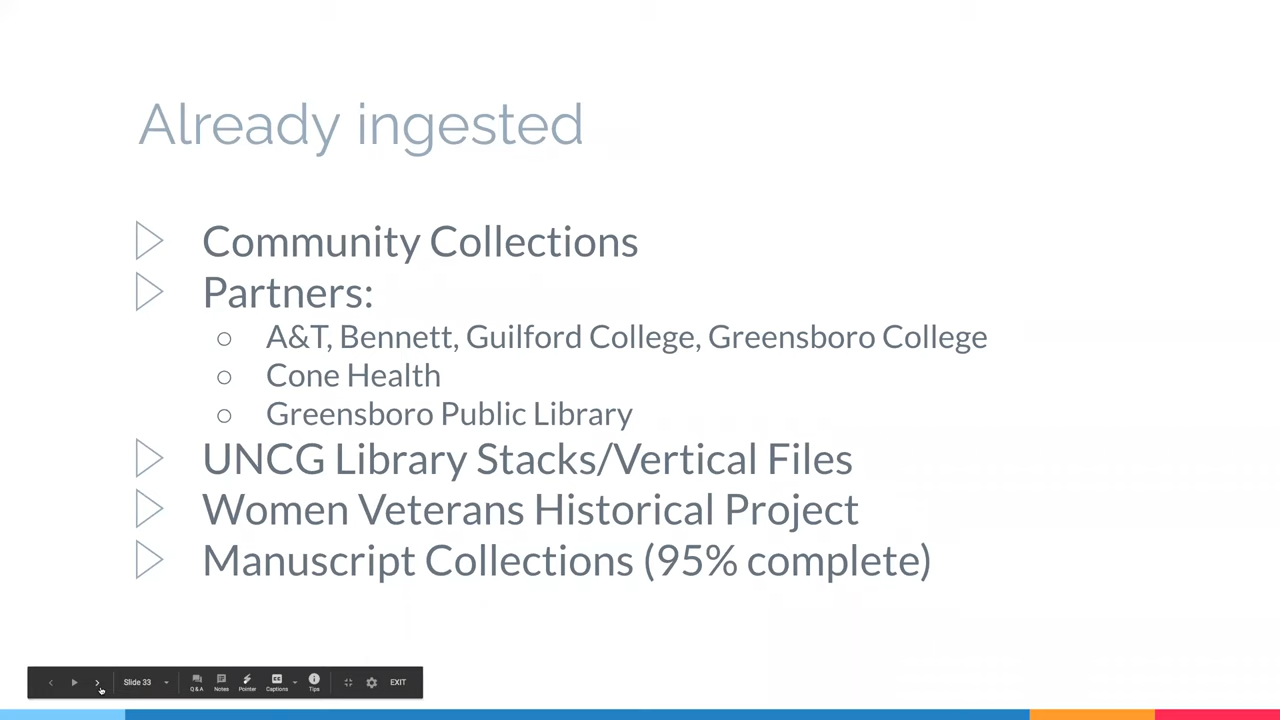 Already ingested
Community Collections
Partners:
A&T, Bennett, Guilford College, Greensboro College
Cone Health
Greensboro Public Library
UNCG Library Stacks/Vertical Files
Women Veterans Historical Project
Manuscript Collections (95% complete)
Slide 33 Q&A Notes Pointer CC Captions Tips EXIT